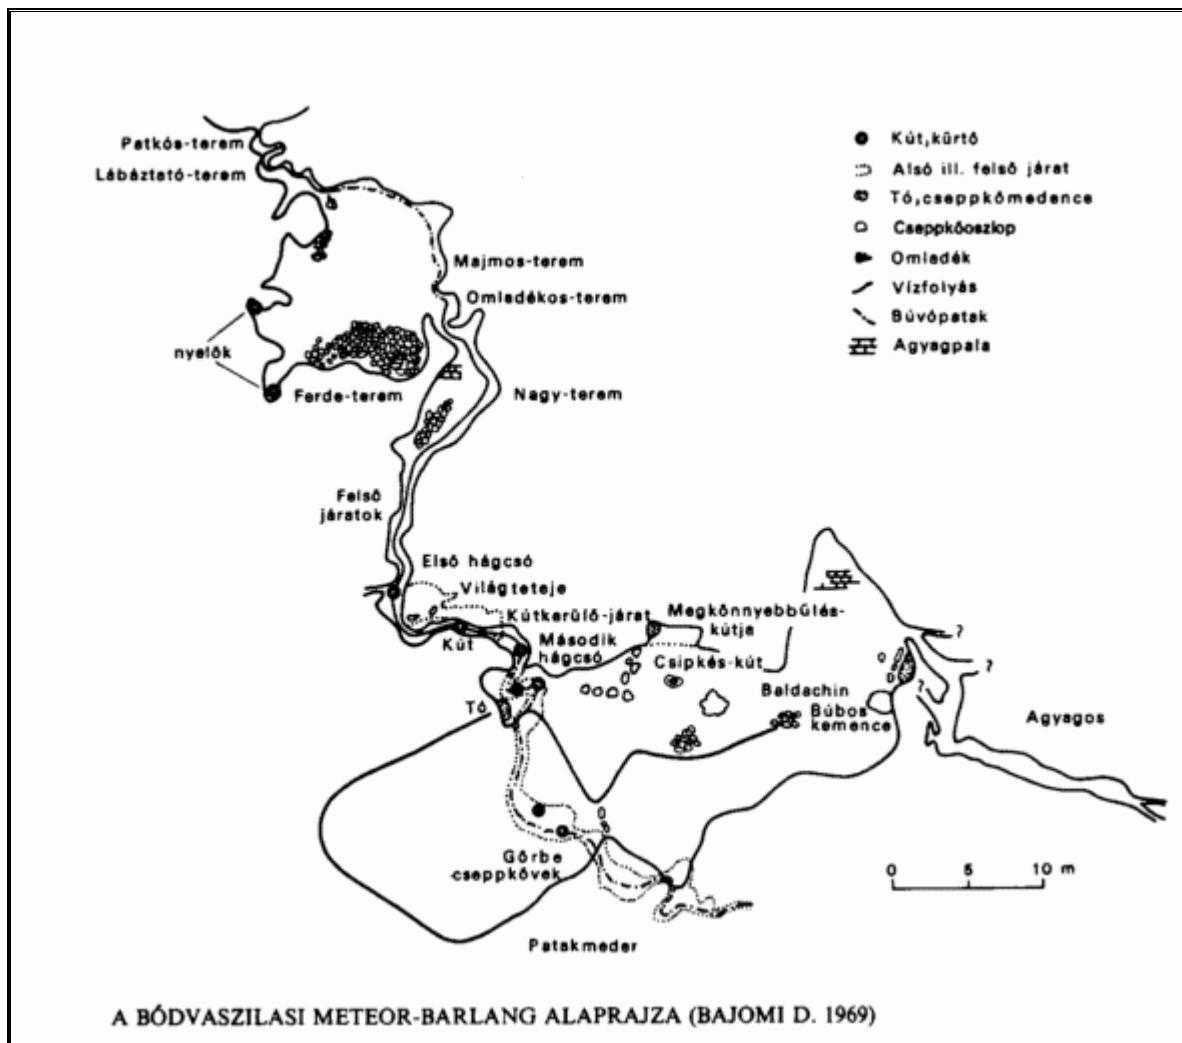 Patkós-terem
Lábáztató-terem
Majmos-terem
Omladékos-terem
nyelők
Ferde-terem
Nagy-terem
Felső
járatok
Első hágcsó
Világteteje
Kútkerülő-járat
Megkönnyebbülés-
kútja
Kút
Második
hágcsó
Csipkés-kút
Tó
Baldachin
Búbos
kemence
?
?
?
Agyagos
Görbe
cseppkövek
Patakmeder
Kút, kürtő
Alsó ill. felső járat
Tó, cseppkőmedence
Cseppkőoszlop
Omladék
Vízfolyás
Búvópatak
Agyagpala
0 5 10 m
A BÓDVASZILASI METEOR-BARLANG ALAPRAJZA (BAJOMI D. 1969)